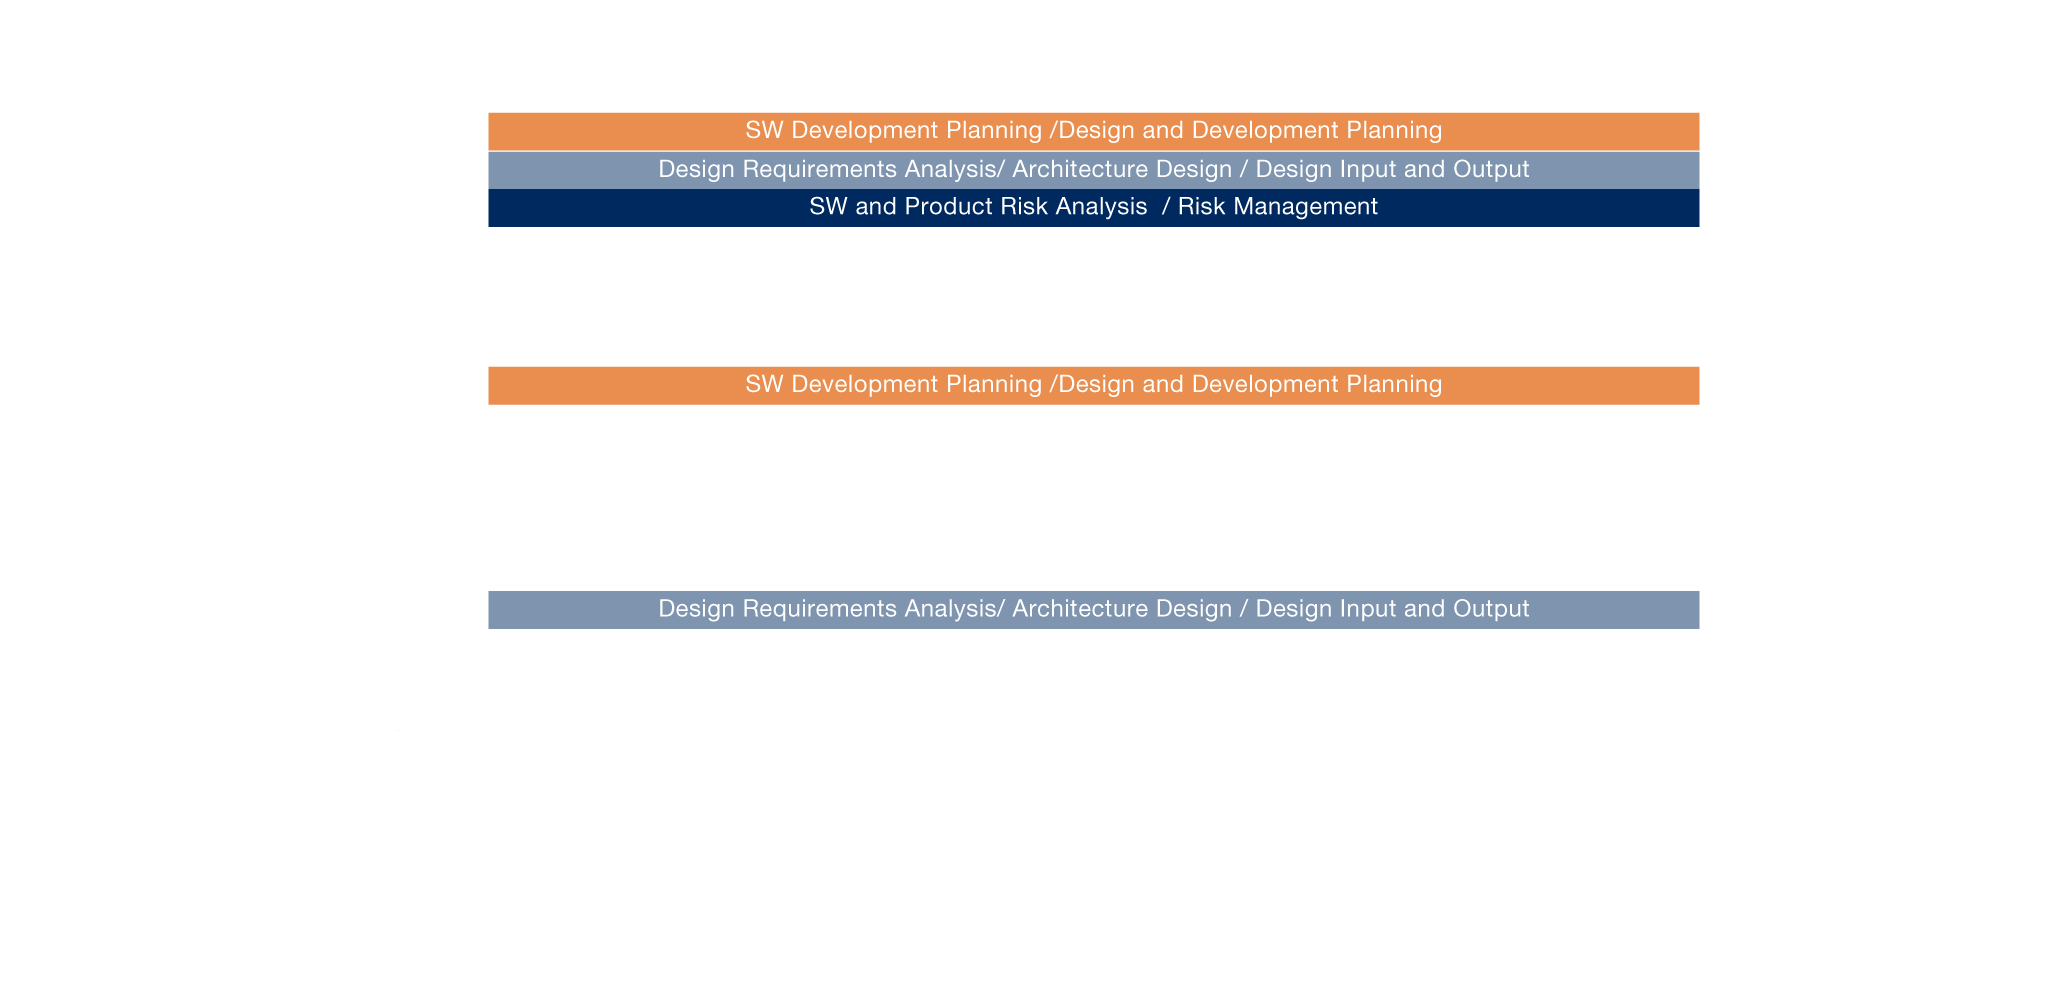 SW Development Planning /Design and Development Planning
Design Requirements Analysis/ Architecture Design / Design Input and Output
SW and Product Risk Analysis  / Risk Management
SW Development Planning /Design and Development Planning
Design Requirements Analysis/ Architecture Design / Design Input and Output